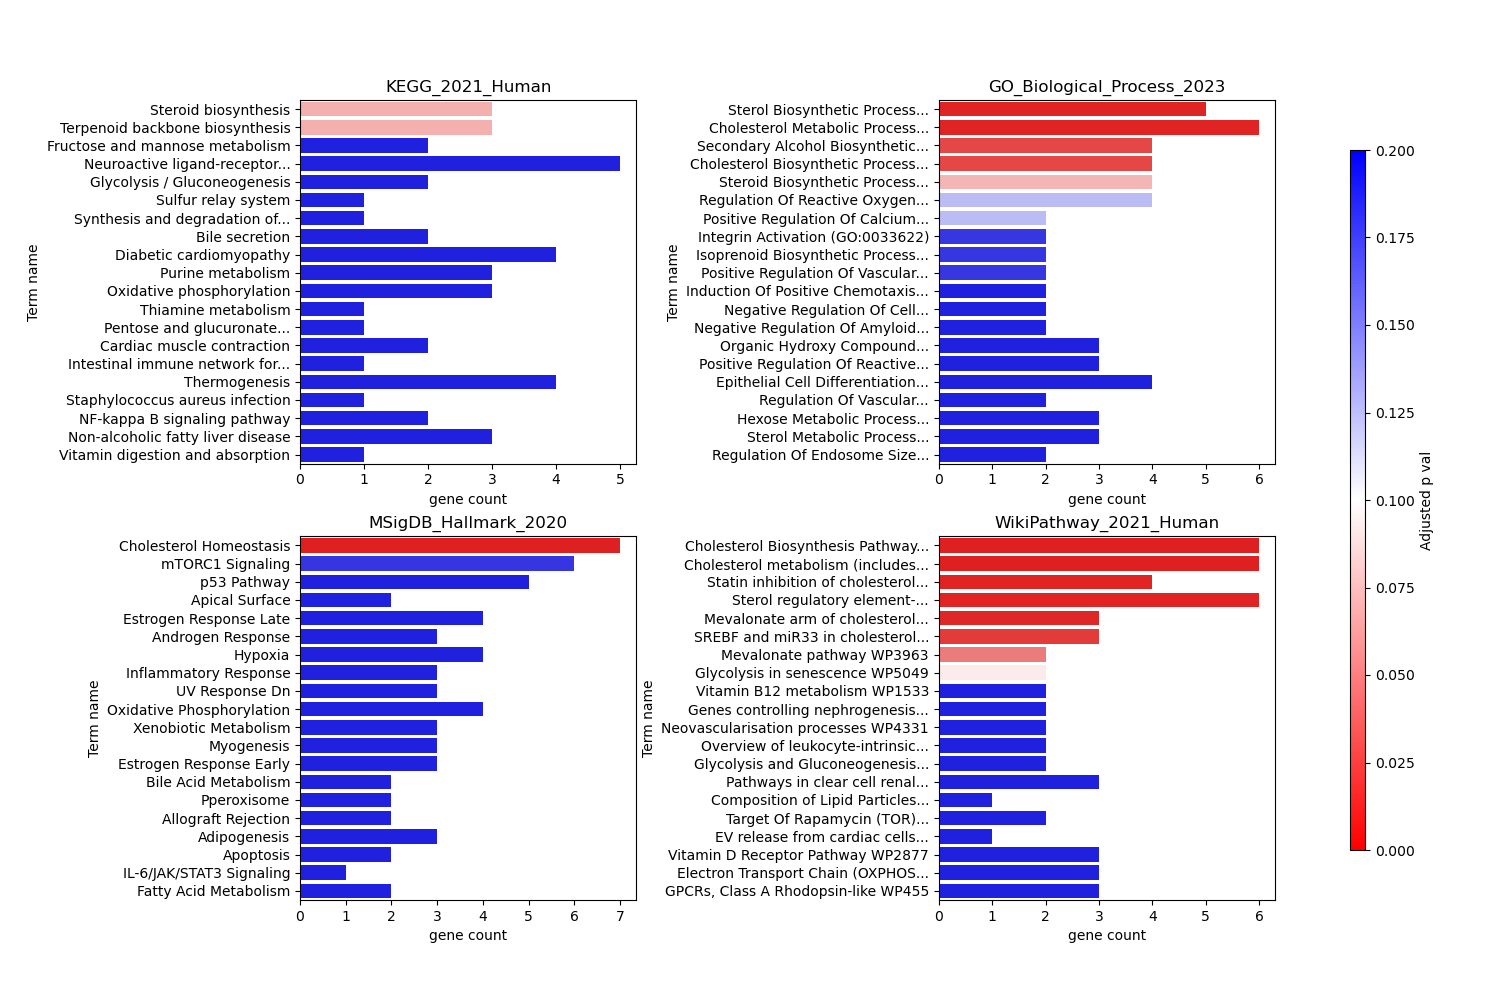 KEGG_2021_Human
Term name
Steroid biosynthesis
Terpenoid backbone biosynthesis
Fructose and mannose metabolism
Neuroactive ligand-receptor...
Glycolysis / Gluconeogenesis
Sulfur relay system
Synthesis and degradation of...
Bile secretion
Diabetic cardiomyopathy
Purine metabolism
Oxidative phosphorylation
Thiamine metabolism
Pentose and glucuronate...
Cardiac muscle contraction
Intestinal immune network for...
Thermogenesis
Staphylococcus aureus infection
NF-kappa B signaling pathway
Non-alcoholic fatty liver disease
Vitamin digestion and absorption
0 1 2 3 4 5
gene count
GO_Biological_Process_2023
Term name
Sterol Biosynthetic Process...
Cholesterol Metabolic Process...
Secondary Alcohol Biosynthetic...
Cholesterol Biosynthetic Process...
Steroid Biosynthetic Process...
Regulation Of Reactive Oxygen...
Positive Regulation Of Calcium...
Integrin Activation (GO:0033622)
Isoprenoid Biosynthetic Process...
Positive Regulation Of Vascular...
Induction Of Positive Chemotaxis...
Negative Regulation Of Cell...
Negative Regulation Of Amyloid...
Organic Hydroxy Compound...
Positive Regulation Of Reactive...
Epithelial Cell Differentiation...
Regulation Of Vascular...
Hexose Metabolic Process...
Sterol Metabolic Process...
Regulation Of Endosome Size...
0 1 2 3 4 5 6
gene count
MSigDB_Hallmark_2020
Term name
Cholesterol Homeostasis
mTORC1 Signaling
p53 Pathway
Apical Surface
Estrogen Response Late
Androgen Response
Hypoxia
Inflammatory Response
UV Response Dn
Oxidative Phosphorylation
Xenobiotic Metabolism
Myogenesis
Estrogen Response Early
Bile Acid Metabolism
Pperoxisome
Allograft Rejection
Adipogenesis
Apoptosis
IL-6/JAK/STAT3 Signaling
Fatty Acid Metabolism
0 1 2 3 4 5 6 7
gene count
WikiPathway_2021_Human
Term name
Cholesterol Biosynthesis Pathway...
Cholesterol metabolism (includes...
Statin inhibition of cholesterol...
Sterol regulatory element-...
Mevalonate arm of cholesterol...
SREBF and miR33 in cholesterol...
Mevalonate pathway WP3963
Glycolysis in senescence WP5049
Vitamin B12 metabolism WP1533
Genes controlling nephrogenesis...
Neovascularisation processes WP4331
Overview of leukocyte-intrinsic...
Glycolysis and Gluconeogenesis...
Pathways in clear cell renal...
Composition of Lipid Particles...
Target Of Rapamycin (TOR)...
EV release from cardiac cells...
Vitamin D Receptor Pathway WP2877
Electron Transport Chain (OXPHOS...
GPCRs, Class A Rhodopsin-like WP455
0 1 2 3 4 5 6
gene count
0.200
0.175
0.150
0.125
0.100
0.075
0.050
0.025
0.000
Adjusted p val